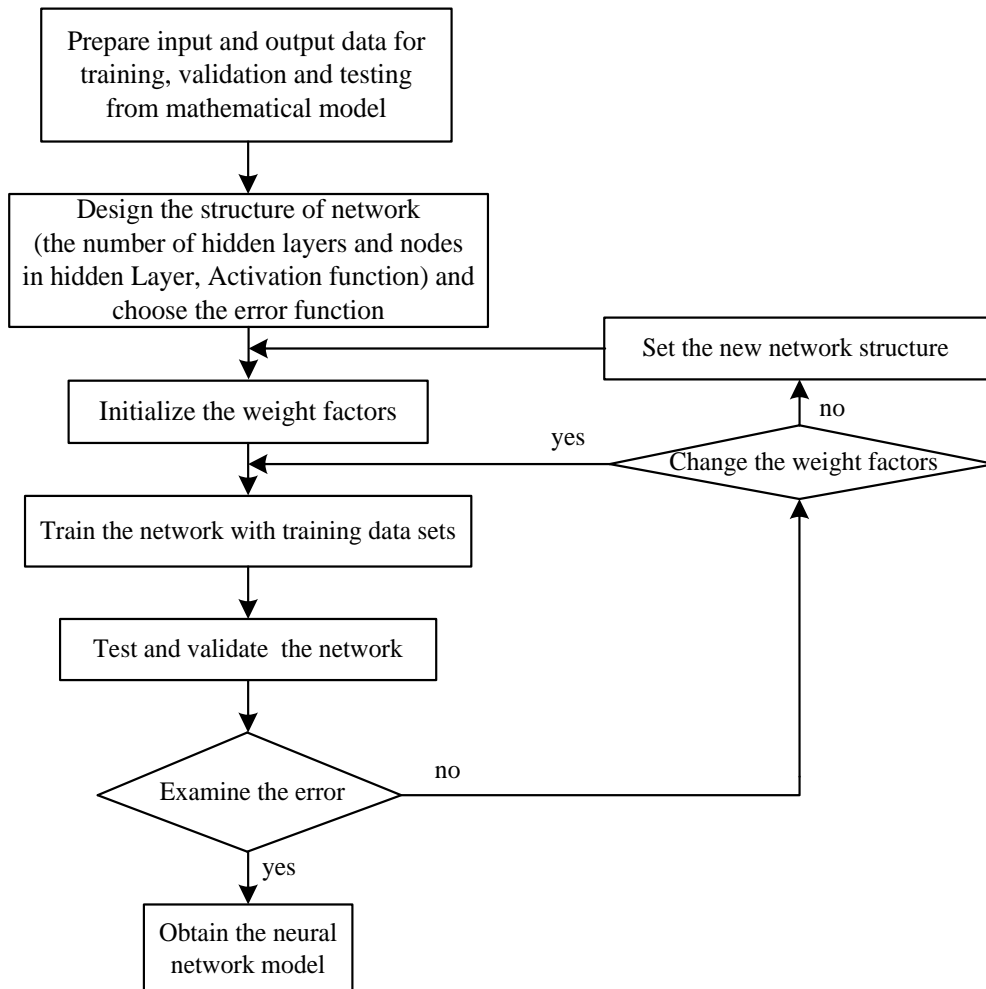 Prepare input and output data for
training, validation and testing
from mathematical model
Design the structure of network
(the number of hidden layers and nodes
in hidden Layer, Activation function) and
choose the error function
Set the new network structure
Initialize the weight factors
no
yes
Change the weight factors
Train the network with training data sets
Test and validate the network
no
Examine the error
yes
Obtain the neural
network model